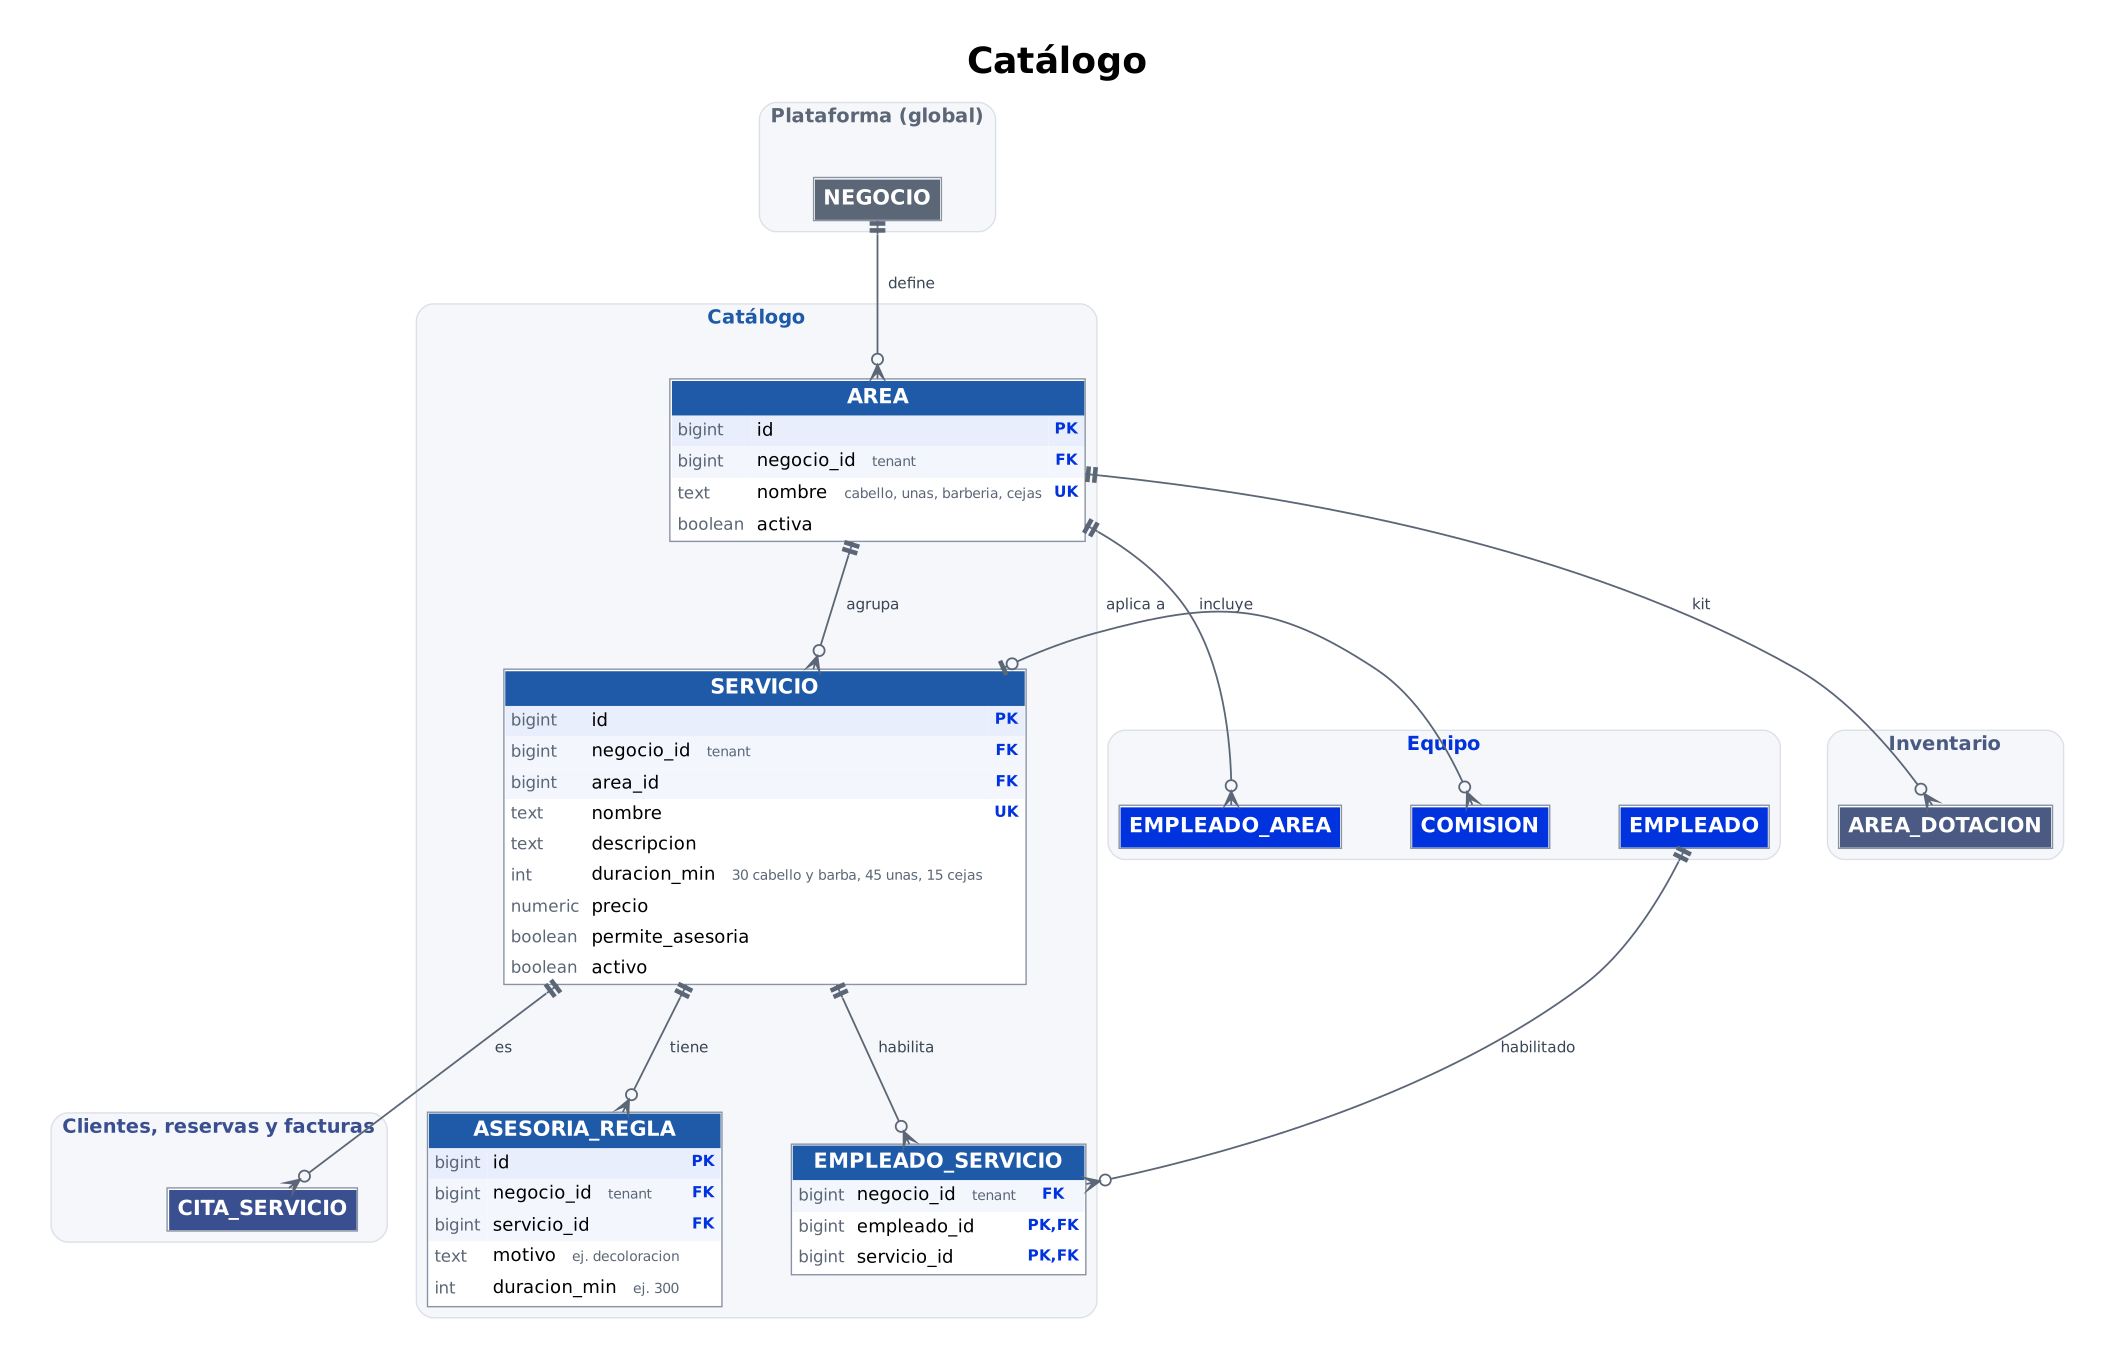 Catálogo
Plataforma (global)
NEGOCIO
define
Catálogo
AREA
bigint id PK
bigint negocio_id tenant FK
text nombre cabello, unas, barberia, cejas UK
boolean activa
agrupa
aplica a
incluye
kit
SERVICIO
bigint id PK
bigint negocio_id tenant FK
bigint area_id FK
text nombre UK
text descripcion
int duracion_min 30 cabello y barba, 45 unas, 15 cejas
numeric precio
boolean permite_asesoria
boolean activo
Equipo
EMPLEADO_AREA
COMISION
EMPLEADO
Inventario
AREA_DOTACION
es
tiene
habilita
habilitado
Clientes, reservas y facturas
CITA_SERVICIO
ASESORIA_REGLA
bigint id PK
bigint negocio_id tenant FK
bigint servicio_id FK
text motivo ej. decoloracion
int duracion_min ej. 300
EMPLEADO_SERVICIO
bigint negocio_id tenant FK
bigint empleado_id PK,FK
bigint servicio_id PK,FK